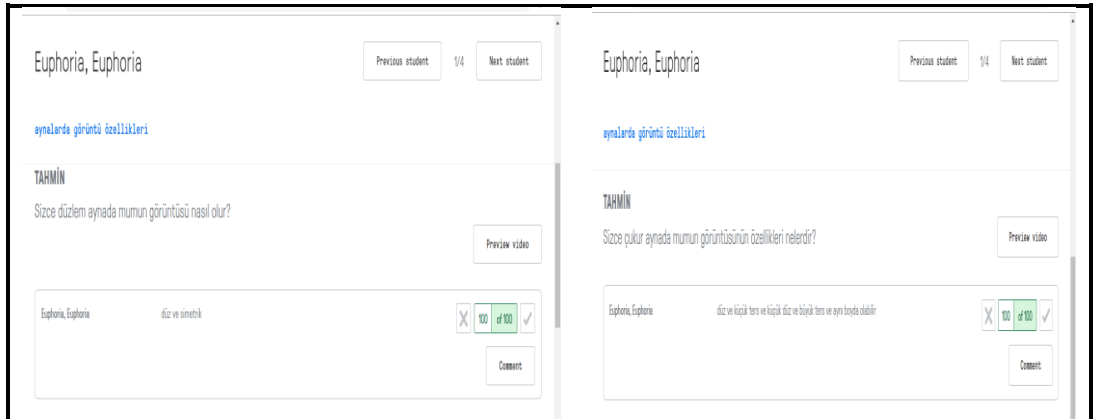 Euphoria, Euphoria
Previous student 1/4 Next student
aynalarda görüntü özellikleri
TAHMİN
Sizce düzlem aynada mumun görüntüsü nasıl olur?
Preview video
Euphoria, Euphoria düz ve simetrik 100 of 100
Comment
Euphoria, Euphoria
Previous student 1/4 Next student
aynalarda görüntü özellikleri
TAHMİN
Sizce çukur aynada mumun görüntüsünün özellikleri nelerdir?
Preview video
Euphoria, Euphoria düz ve küçük ters ve küçük düz ve büyük ters ve aynı boyda olabilir 100 of 100
Comment